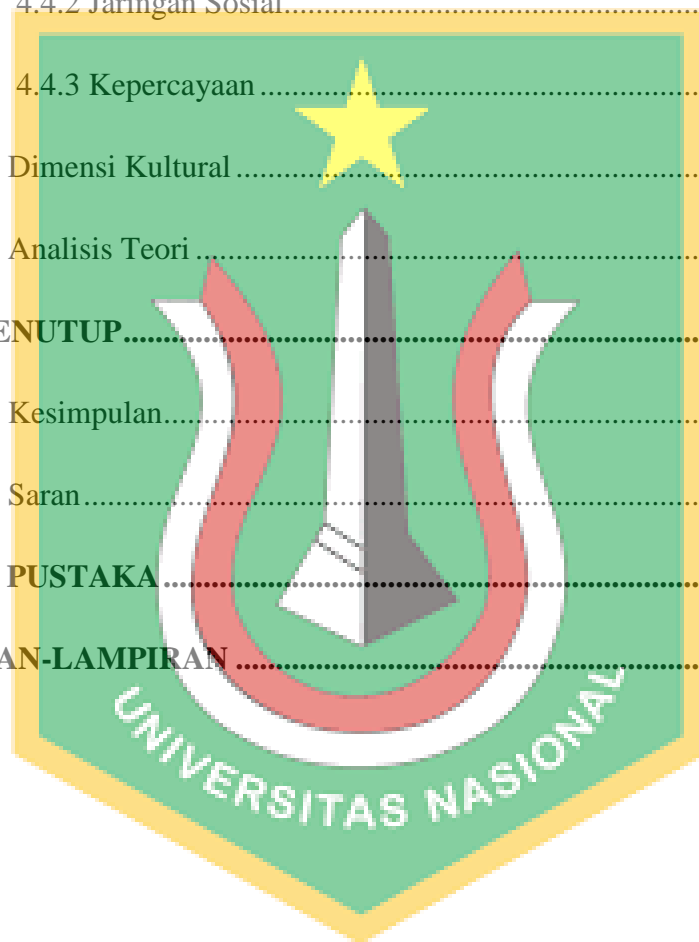 4.4.2 Jaringan Sosial..........................................................
4.4.3 Kepercayaan..........................................................
Dimensi Kultural..........................................................
Analisis Teori..........................................................
ENUTUP..........................................................
Kesimpulan..........................................................
Saran..........................................................
PUSTAKA..........................................................
AN-LAMPIRAN..........................................................
UNIVERSITAS NASIONAL